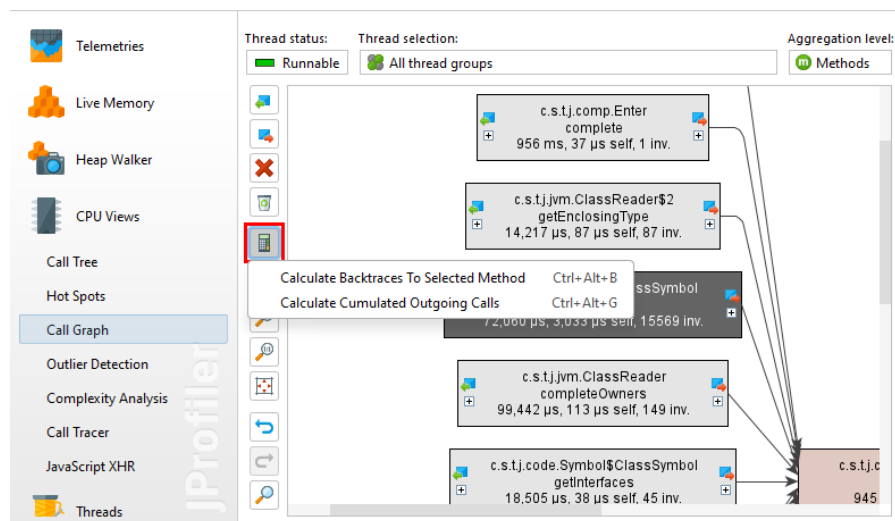 Telemetries
Live Memory
Heap Walker
CPU Views
Call Tree
Hot Spots
Call Graph
Outlier Detection
Complexity Analysis
Call Tracer
JavaScript XHR
Threads
JProfiler
Thread status:
Thread selection:
Aggregation level:
Runnable
All thread groups
m Methods
c.s.t.j.comp.Enter
complete
956 ms, 37 µs self, 1 inv.
c.s.t.j.jvm.ClassReader$2
getEnclosingType
14,217 µs, 87 µs self, 87 inv.
Calculate Backtraces To Selected Method Ctrl+Alt+B
Calculate Cumulated Outgoing Calls Ctrl+Alt+G
ssSymbol
72,060 µs, 3,033 µs self, 15569 inv.
c.s.t.j.jvm.ClassReader
completeOwners
99,442 µs, 113 µs self, 149 inv.
c.s.t.j.code.Symbol$ClassSymbol
getInterfaces
18,505 µs, 38 µs self, 45 inv.
c.s.t.j.c
945